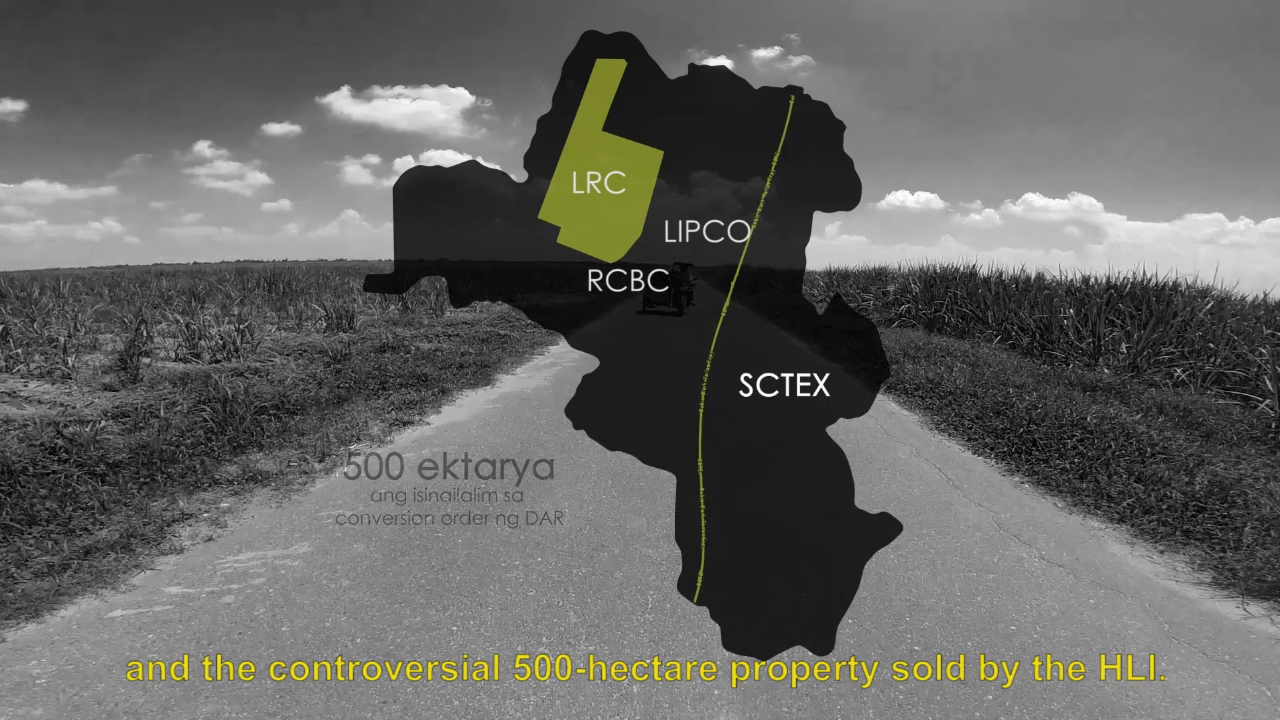 LRC
LIPCO
RCBC
SCTEX
500 ektarya
ang isinailalim sa
conversion order ng DAR
and the controversial 500-hectare property sold by the HLI.